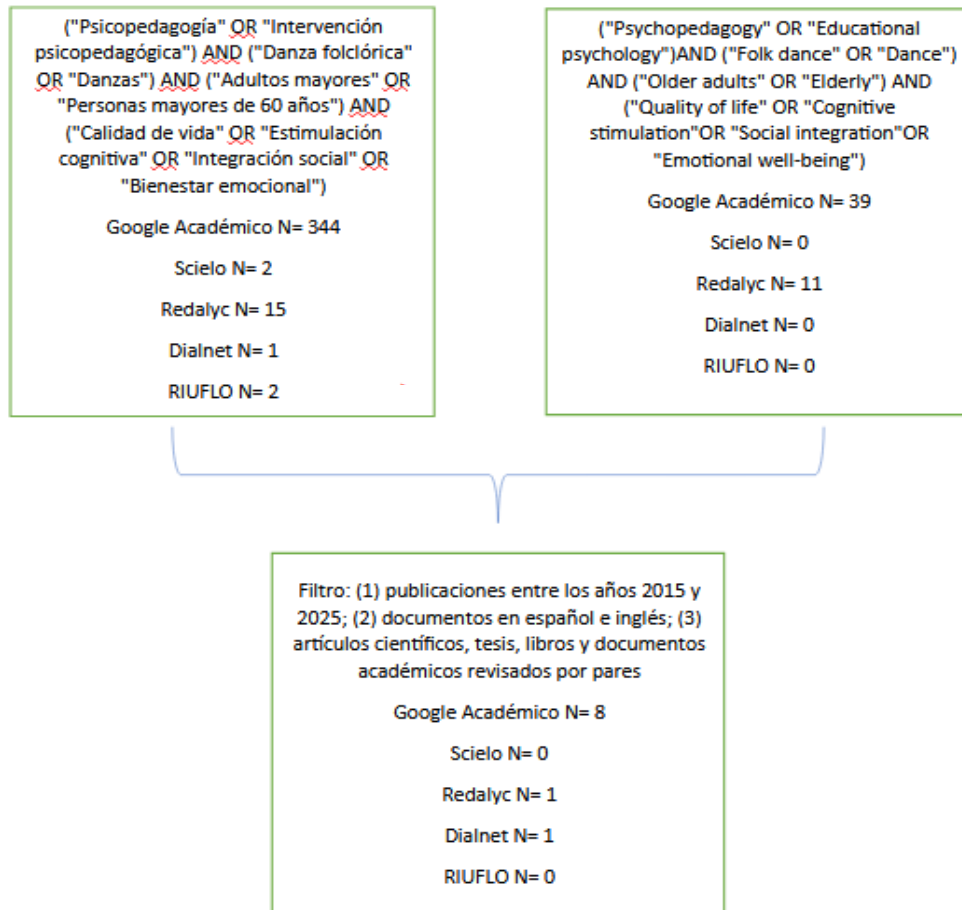 ("Psicopedagogía" OR "Intervención
psicopedagógica") AND ("Danza folclórica"
OR "Danzas") AND ("Adultos mayores" OR
"Personas mayores de 60 años") AND
("Calidad de vida" OR "Estimulación
cognitiva" OR "Integración social" OR
"Bienestar emocional")
Google Académico N= 344
Scielo N= 2
Redalyc N= 15
Dialnet N= 1
RIUFLO N= 2
("Psychopedagogy" OR "Educational
psychology")AND ("Folk dance" OR "Dance")
AND ("Older adults" OR "Elderly") AND
("Quality of life" OR "Cognitive
stimulation"OR "Social integration"OR
"Emotional well-being")
Google Académico N= 39
Scielo N= 0
Redalyc N= 11
Dialnet N= 0
RIUFLO N= 0
Filtro: (1) publicaciones entre los años 2015 y
2025; (2) documentos en español e inglés; (3)
artículos científicos, tesis, libros y documentos
académicos revisados por pares
Google Académico N= 8
Scielo N= 0
Redalyc N= 1
Dialnet N= 1
RIUFLO N= 0